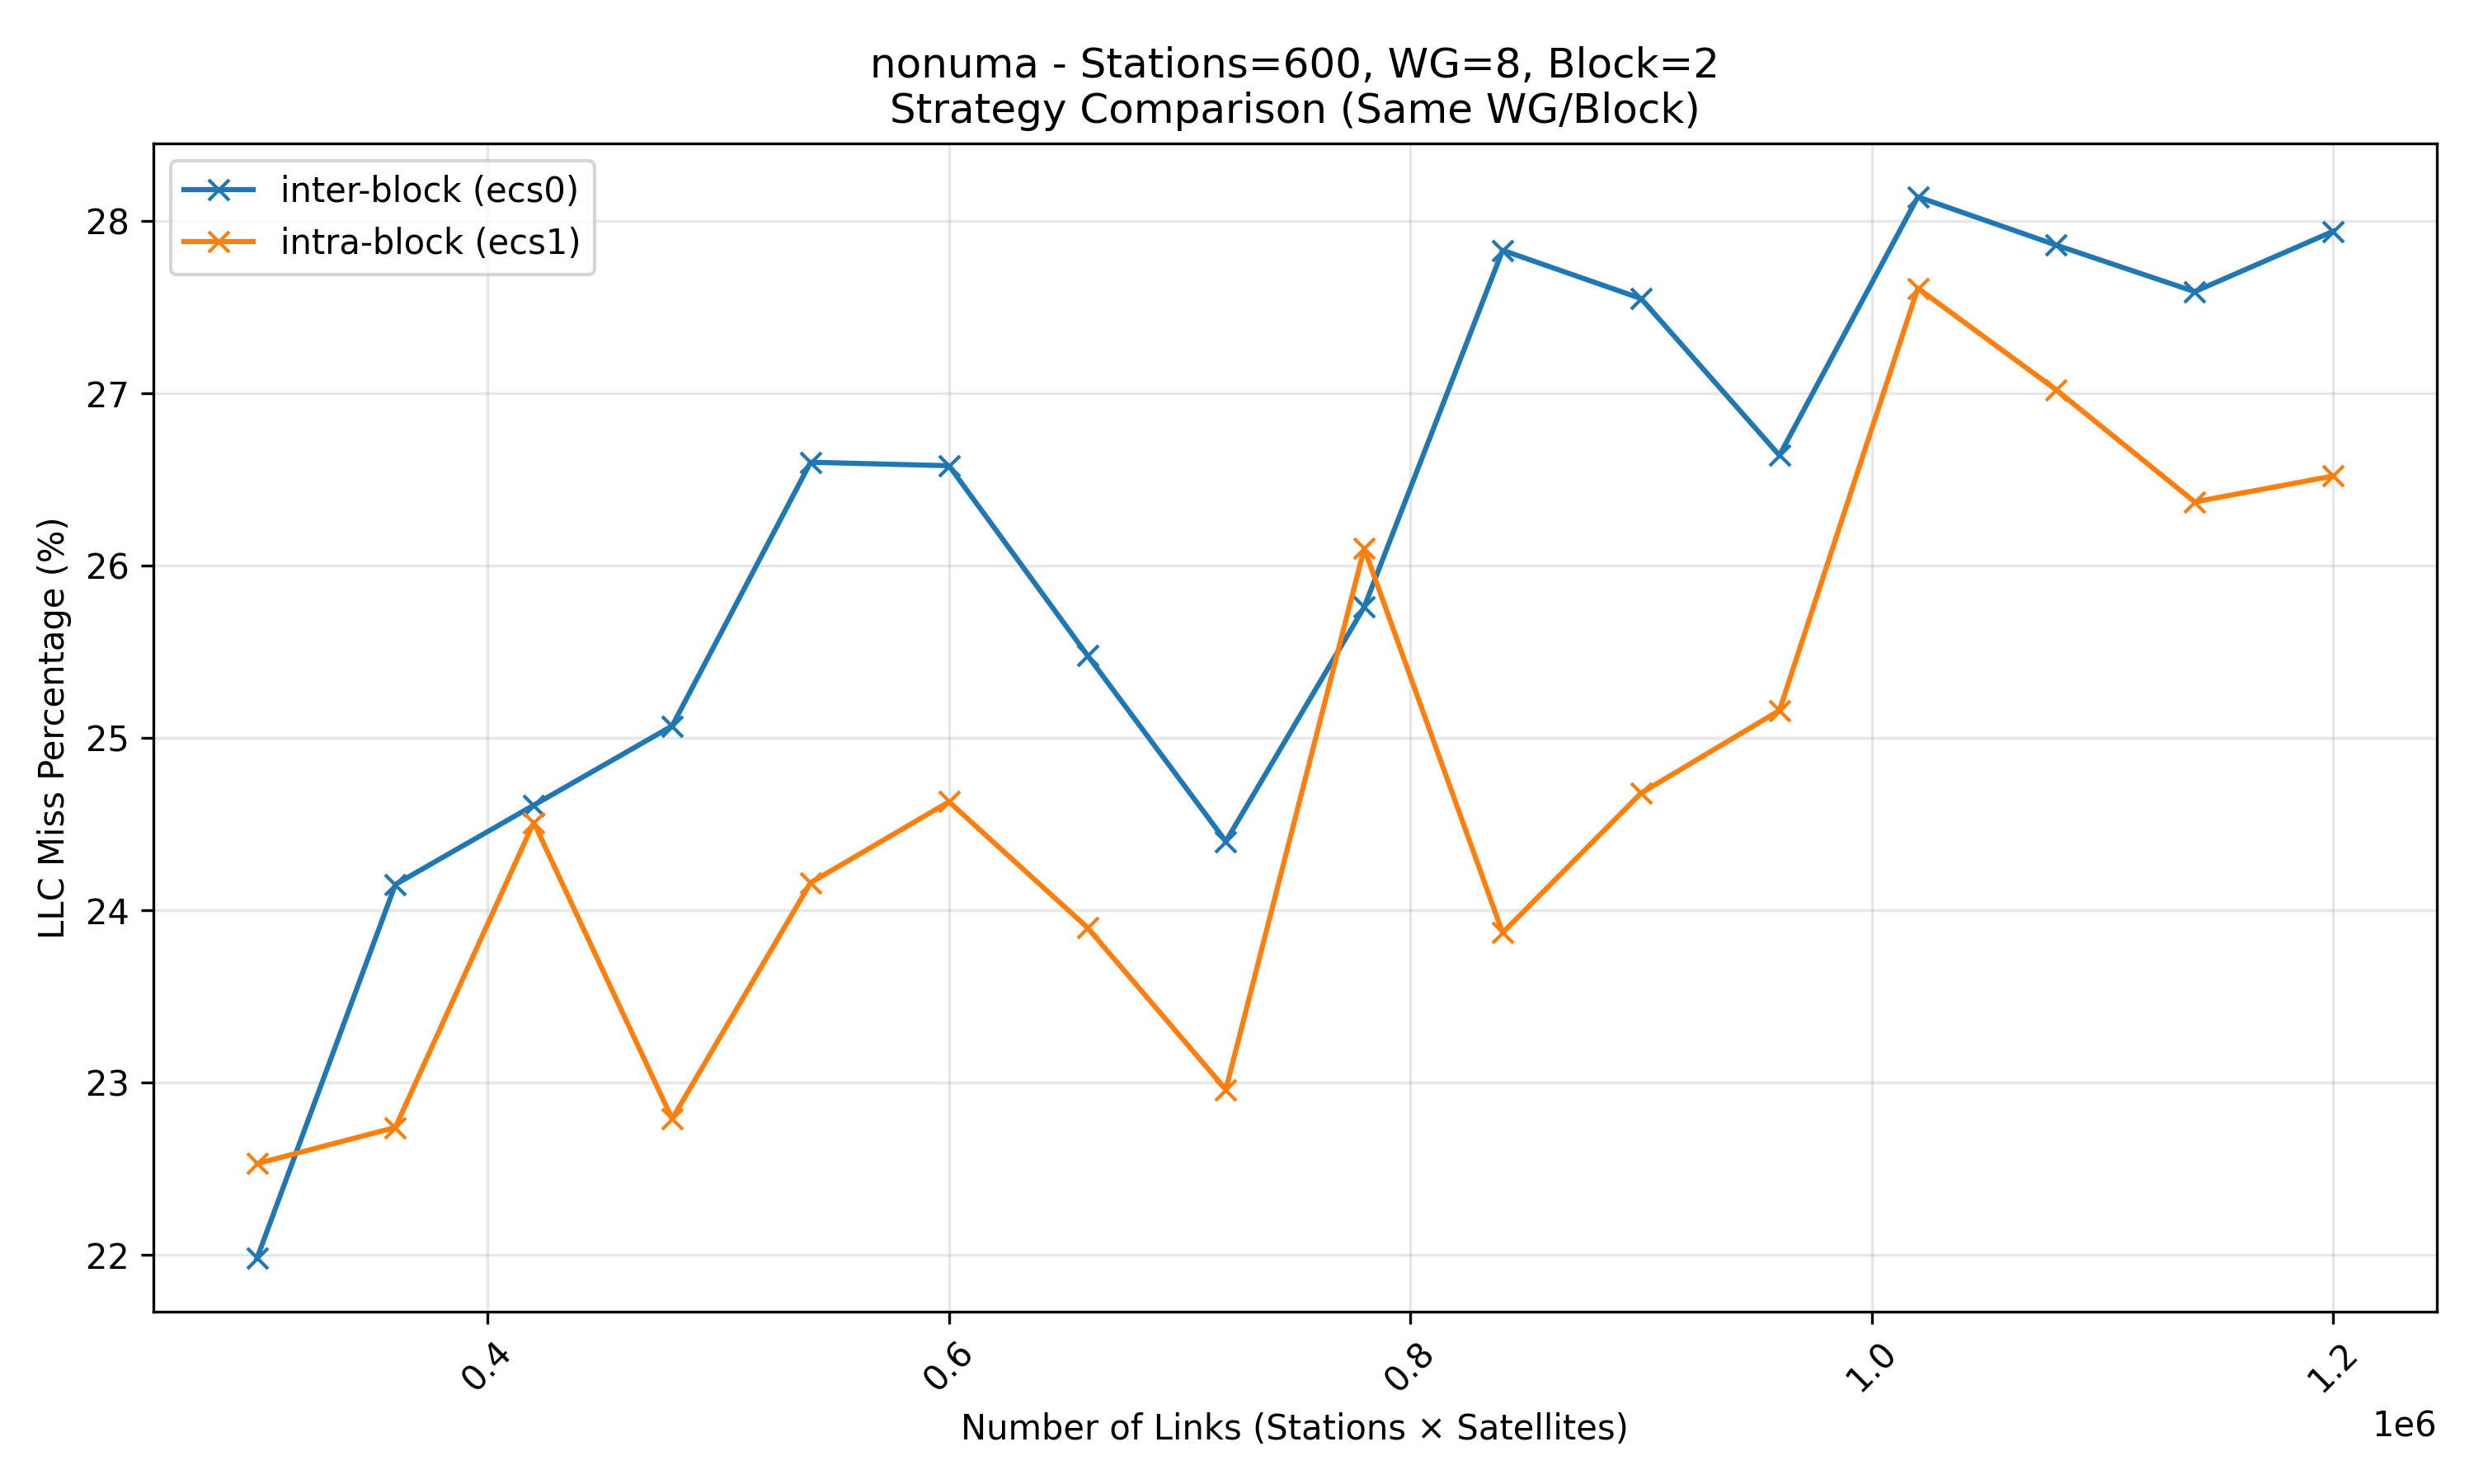 nonuma - Stations=600, WG=8, Block=2
Strategy Comparison (Same WG/Block)
inter-block (ecs0)
intra-block (ecs1)
LLC Miss Percentage (%)
28
27
26
25
24
23
22
0.4
0.6
0.8
1.0
1.2
1e6
Number of Links (Stations × Satellites)